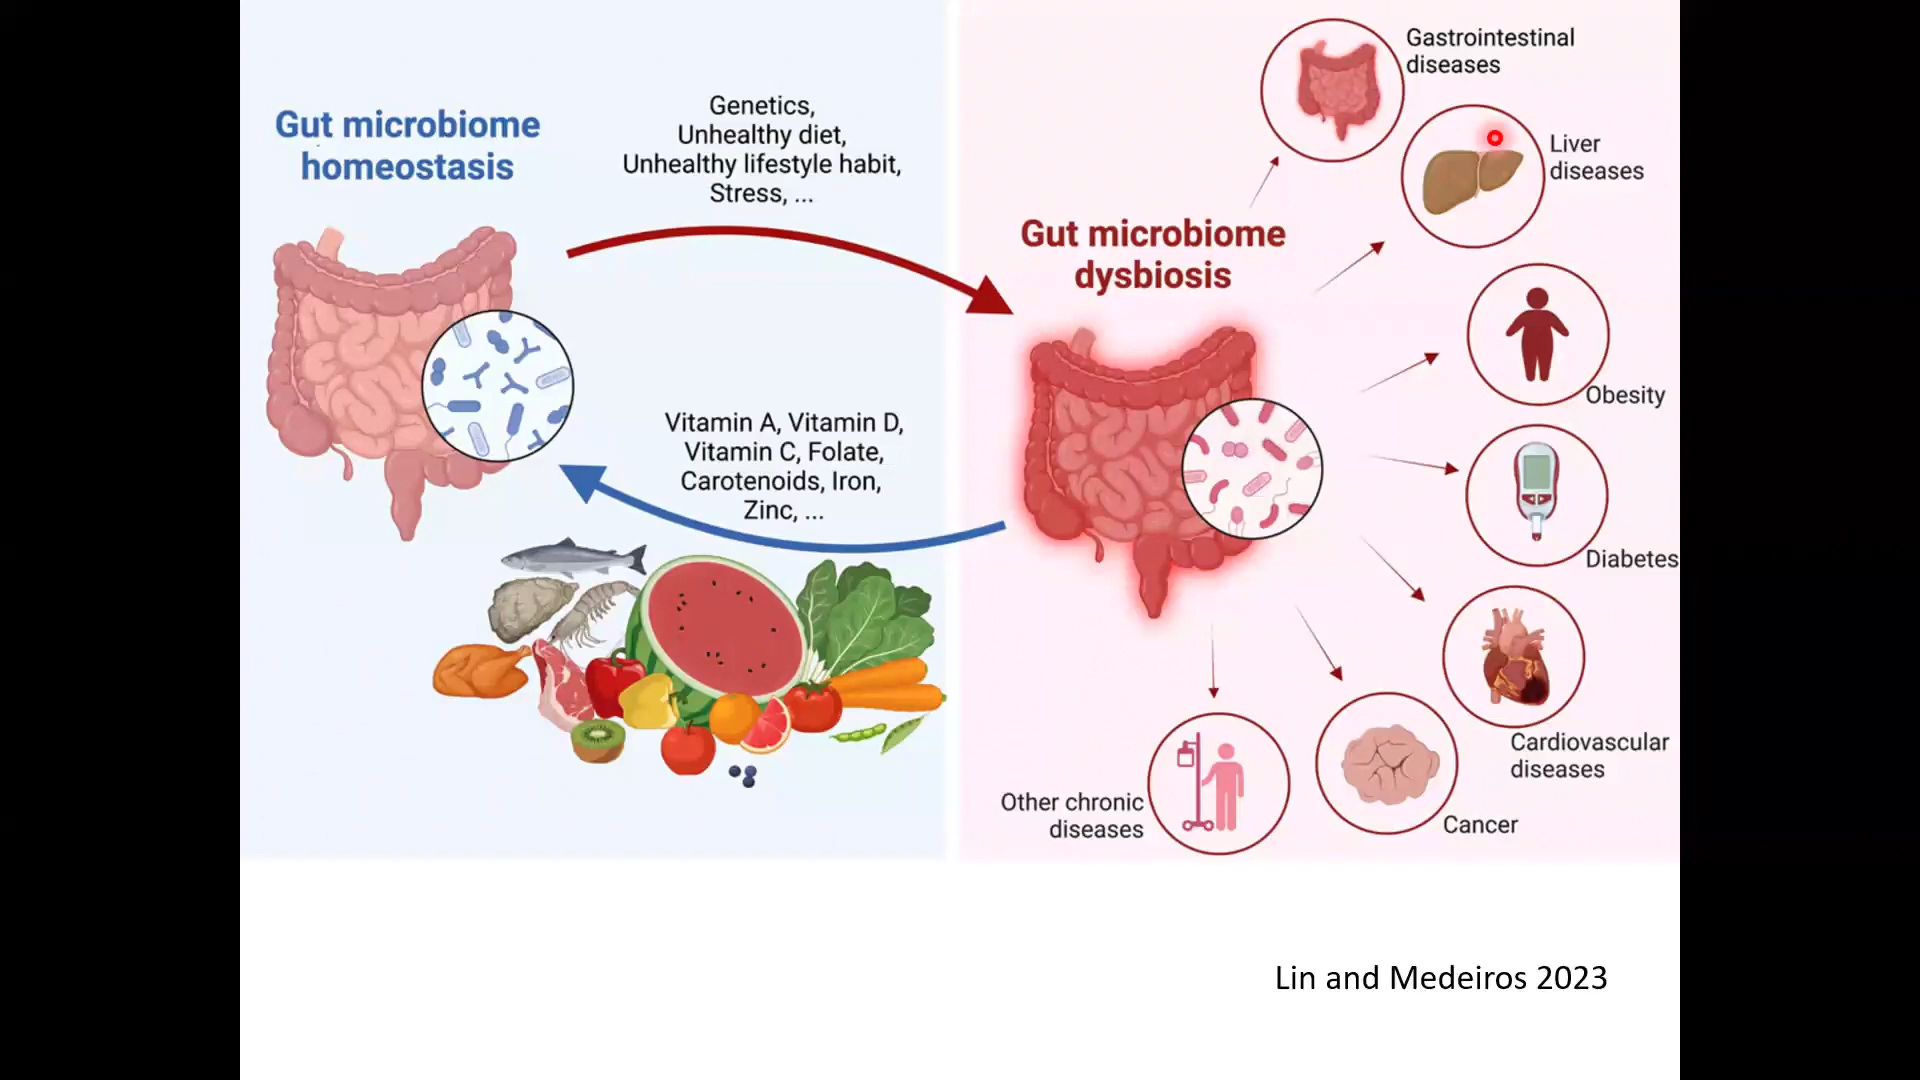 Gut microbiome
homeostasis
Genetics,
Unhealthy diet,
Unhealthy lifestyle habit,
Stress, ...
Vitamin A, Vitamin D,
Vitamin C, Folate,
Carotenoids, Iron,
Zinc, ...
Gut microbiome
dysbiosis
Gastrointestinal
diseases
Liver
diseases
Obesity
Diabetes
Cardiovascular
diseases
Cancer
Other chronic
diseases
Lin and Medeiros 2023